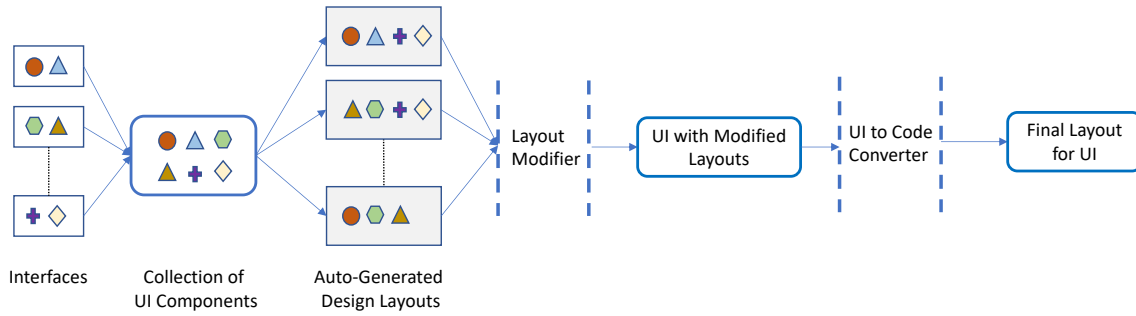 Layout
Modifier
UI with Modified
Layouts
UI to Code
Converter
Final Layout
for UI
Interfaces
Collection of
UI Components
Auto-Generated
Design Layouts